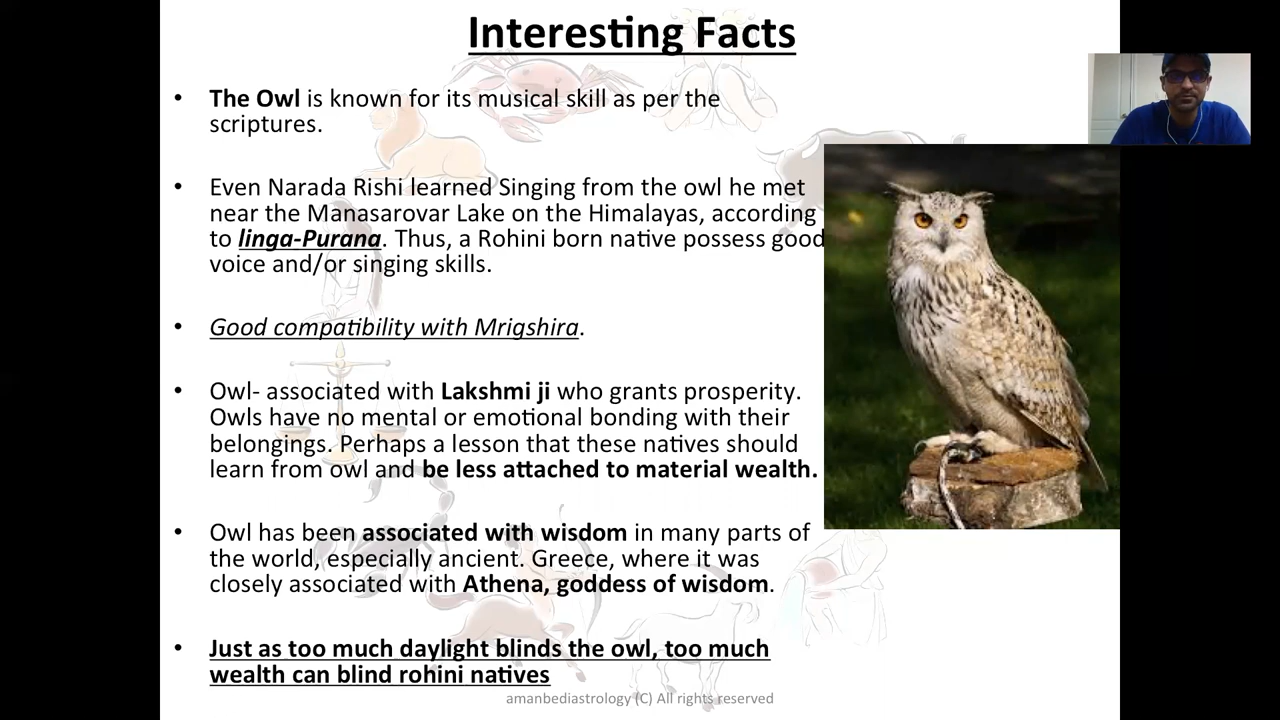 Interesting Facts
• The Owl is known for its musical skill as per the
scriptures.
• Even Narada Rishi learned Singing from the owl he met
near the Manasarovar Lake on the Himalayas, according
to linga-Purana. Thus, a Rohini born native possess good
voice and/or singing skills.
• Good compatibility with Mrigshira.
• Owl- associated with Lakshmi ji who grants prosperity.
Owls have no mental or emotional bonding with their
belongings. Perhaps a lesson that these natives should
learn from owl and be less attached to material wealth.
• Owl has been associated with wisdom in many parts of
the world, especially ancient. Greece, where it was
closely associated with Athena, goddess of wisdom.
• Just as too much daylight blinds the owl, too much
wealth can blind rohini natives
amanbediastrology (C) All rights reserved